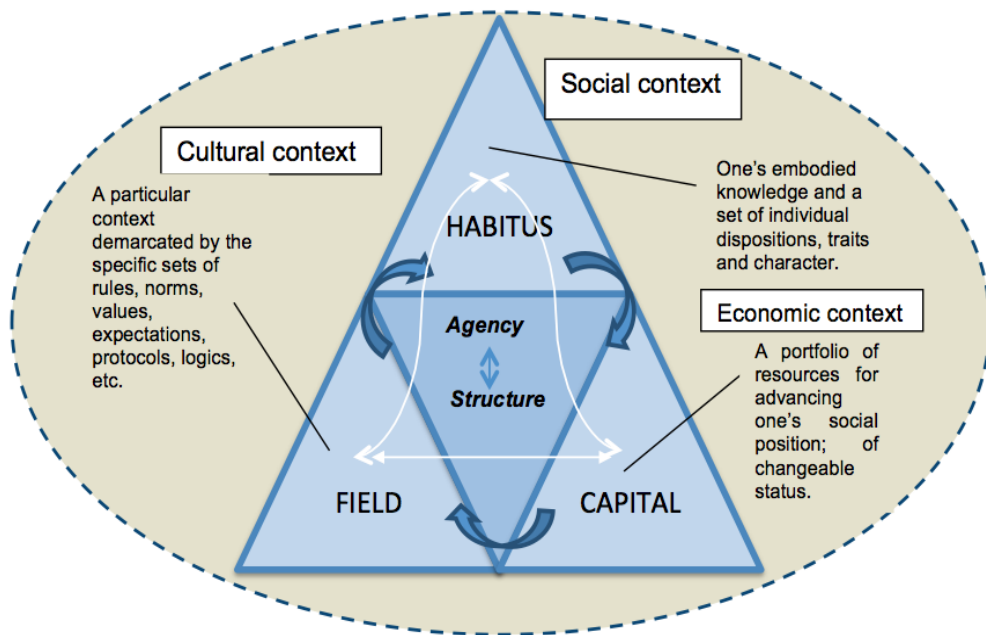 Social context
Cultural context
A particular
context
demarcated by the
specific sets of
rules, norms,
values,
expectations,
protocols, logics,
etc.
One's embodied
knowledge and a
set of individual
dispositions, traits
and character.
HABITUS
Economic context
A portfolio of
resources for
advancing
one's social
position; of
changeable
status.
Agency
Structure
FIELD
CAPITAL